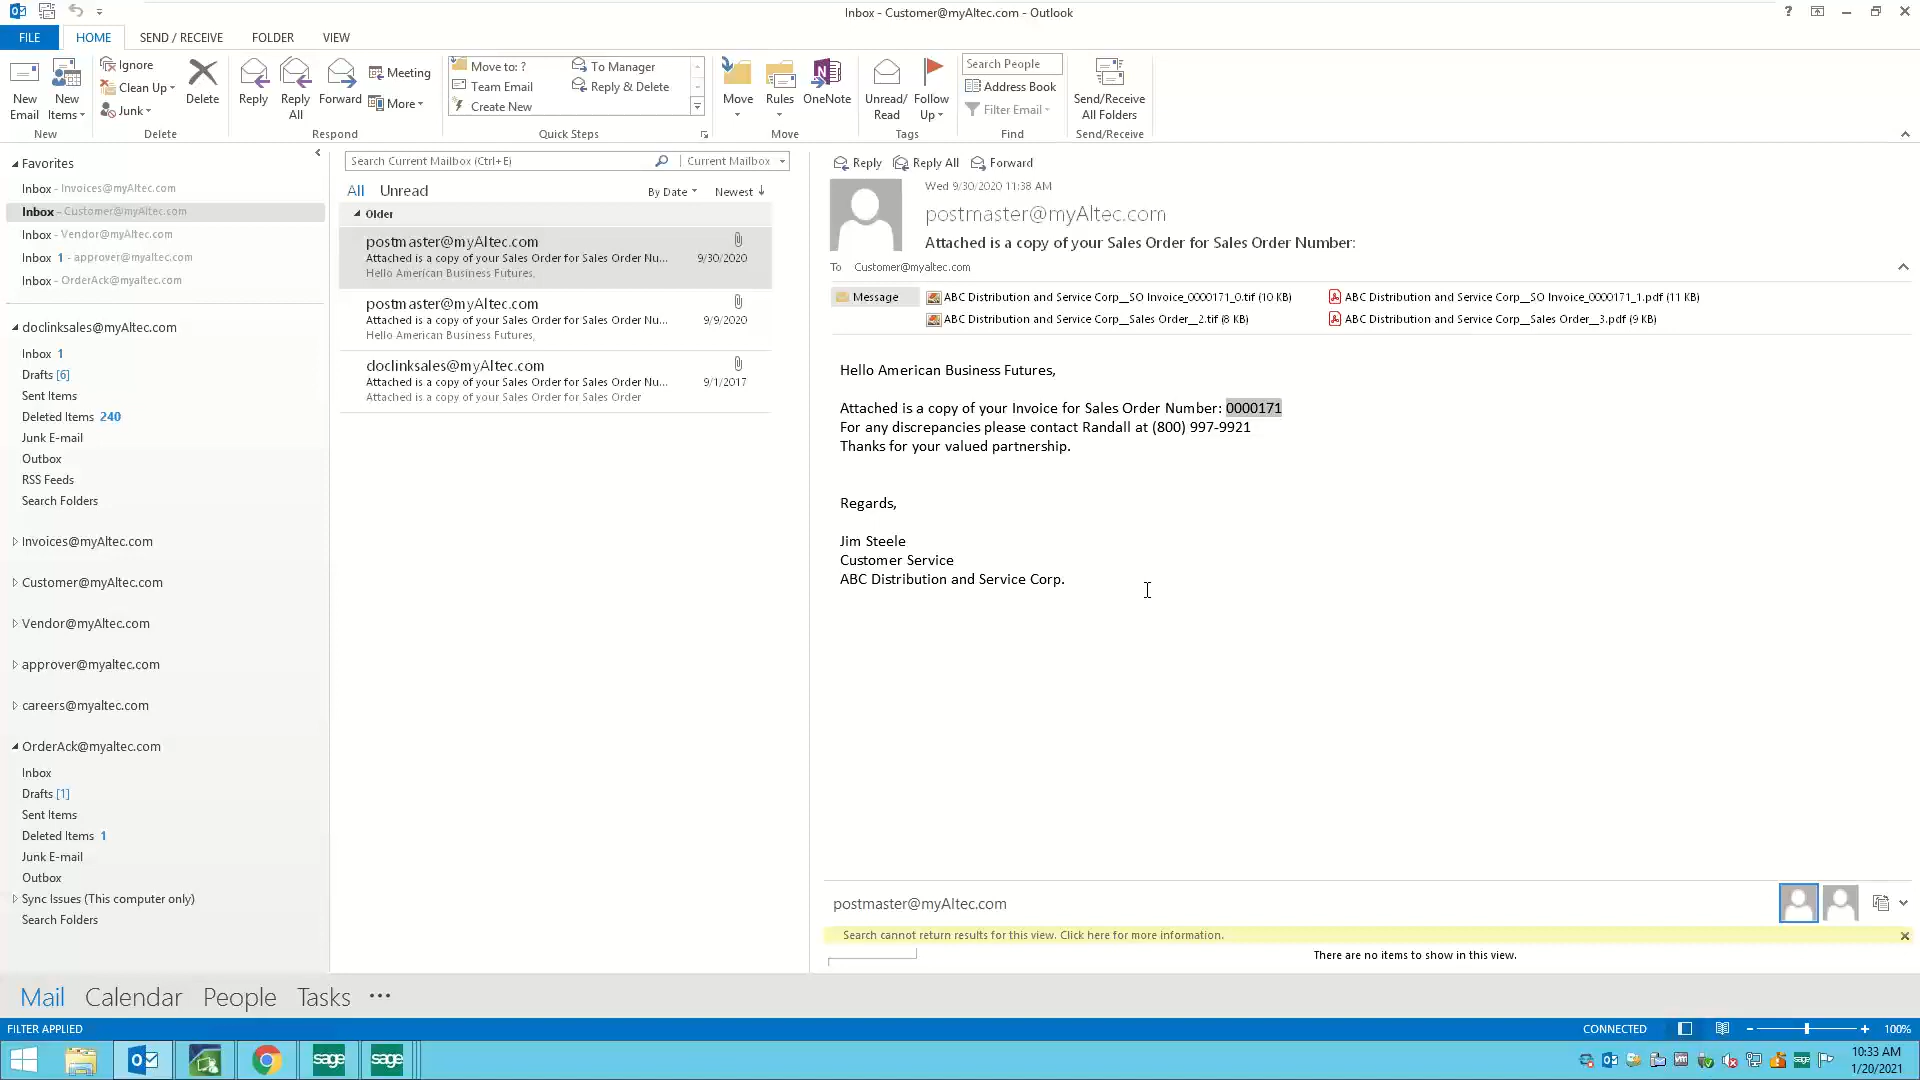 Inbox - Customer@myAltec.com - Outlook
FILE
HOME
SEND / RECEIVE
FOLDER
VIEW
New Email
New Items
New
Ignore
Clean Up
Junk
Delete
Delete
Reply
Reply All
Forward
Meeting
More
Respond
Move to: ?
Team Email
Create New
To Manager
Reply & Delete
Quick Steps
Move
Rules
OneNote
Move
Unread/ Read
Follow Up
Tags
Search People
Address Book
Filter Email
Find
Send/Receive All Folders
Send/Receive
Favorites
Inbox - Invoices@myAltec.com
Inbox - Customer@myAltec.com
Inbox - Vendor@myAltec.com
Inbox 1 - approver@myaltec.com
Inbox - OrderAck@myaltec.com
doclinksales@myAltec.com
Inbox 1
Drafts [6]
Sent Items
Deleted Items 240
Junk E-mail
Outbox
RSS Feeds
Search Folders
Invoices@myAltec.com
Customer@myAltec.com
Vendor@myAltec.com
approver@myaltec.com
careers@myaltec.com
OrderAck@myaltec.com
Inbox
Drafts [1]
Sent Items
Deleted Items 1
Junk E-mail
Outbox
Sync Issues (This computer only)
Search Folders
Search Current Mailbox (Ctrl+E)
Current Mailbox
All Unread
By Date Newest
Older
postmaster@myAltec.com
Attached is a copy of your Sales Order for Sales Order Nu... 9/30/2020
Hello American Business Futures,
postmaster@myAltec.com
Attached is a copy of your Sales Order for Sales Order Nu... 9/9/2020
Hello American Business Futures,
doclinksales@myAltec.com
Attached is a copy of your Sales Order for Sales Order Nu... 9/1/2017
Attached is a copy of your Sales Order for Sales Order
Reply Reply All Forward
Wed 9/30/2020 11:38 AM
postmaster@myAltec.com
Attached is a copy of your Sales Order for Sales Order Number:
To Customer@myaltec.com
Message
ABC Distribution and Service Corp__SO Invoice_0000171_0.tif (10 KB)
ABC Distribution and Service Corp__SO Invoice_0000171_1.pdf (11 KB)
ABC Distribution and Service Corp__Sales Order__2.tif (8 KB)
ABC Distribution and Service Corp__Sales Order__3.pdf (9 KB)
Hello American Business Futures,
Attached is a copy of your Invoice for Sales Order Number: 0000171
For any discrepancies please contact Randall at (800) 997-9921
Thanks for your valued partnership.
Regards,
Jim Steele
Customer Service
ABC Distribution and Service Corp.
postmaster@myAltec.com
Search cannot return results for this view. Click here for more information.
There are no items to show in this view.
Mail Calendar People Tasks ···
FILTER APPLIED
CONNECTED
100%
sage
sage
10:33 AM
1/20/2021